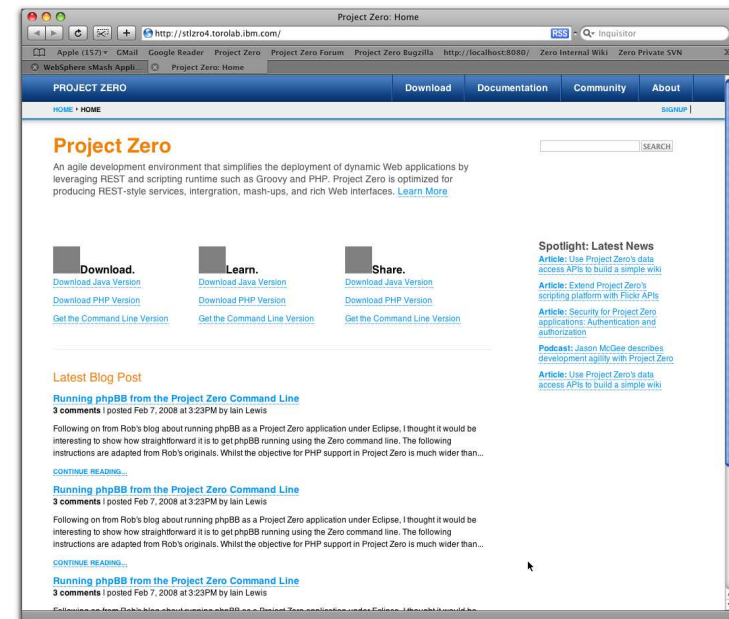 Project Zero: Home
http://stlzro4.torolab.ibm.com/
RSS
Inquisitor
Apple (157) GMail Google Reader Project Zero Project Zero Forum Project Zero Bugzilla http://localhost:8080/ Zero Internal Wiki Zero Private SVN
WebSphere sMash Appli... Project Zero: Home
PROJECT ZERO
Download Documentation Community About
HOME HOME
SIGNUP |
Project Zero
SEARCH
An agile development environment that simplifies the deployment of dynamic Web applications by
leveraging REST and scripting runtime such as Groovy and PHP. Project Zero is optimized for
producing REST-style services, intergration, mash-ups, and rich Web interfaces. Learn More
Download.
Download Java Version
Download PHP Version
Get the Command Line Version
Learn.
Download Java Version
Download PHP Version
Get the Command Line Version
Share.
Download Java Version
Download PHP Version
Get the Command Line Version
Spotlight: Latest News
Article: Use Project Zero's data
access APIs to build a simple wiki
Article: Extend Project Zero's
scripting platform with Flickr APIs
Article: Security for Project Zero
applications: Authentication and
authorization
Podcast: Jason McGee describes
development agility with Project Zero
Article: Use Project Zero's data
access APIs to build a simple wiki
Latest Blog Post
Running phpBB from the Project Zero Command Line
3 comments | posted Feb 7, 2008 at 3:23PM by Iain Lewis
Following on from Rob's blog about running phpBB as a Project Zero application under Eclipse, I thought it would be
interesting to show how straightforward it is to get phpBB running using the Zero command line. The following
instructions are adapted from Rob's originals. Whilst the objective for PHP support in Project Zero is much wider than...
CONTINUE READING...
Running phpBB from the Project Zero Command Line
3 comments | posted Feb 7, 2008 at 3:23PM by Iain Lewis
Following on from Rob's blog about running phpBB as a Project Zero application under Eclipse, I thought it would be
interesting to show how straightforward it is to get phpBB running using the Zero command line. The following
instructions are adapted from Rob's originals. Whilst the objective for PHP support in Project Zero is much wider than...
CONTINUE READING...
Running phpBB from the Project Zero Command Line
3 comments | posted Feb 7, 2008 at 3:23PM by Iain Lewis
Following on from Rob's blog about running phpBB as a Project Zero application under Eclipse, I thought it would be